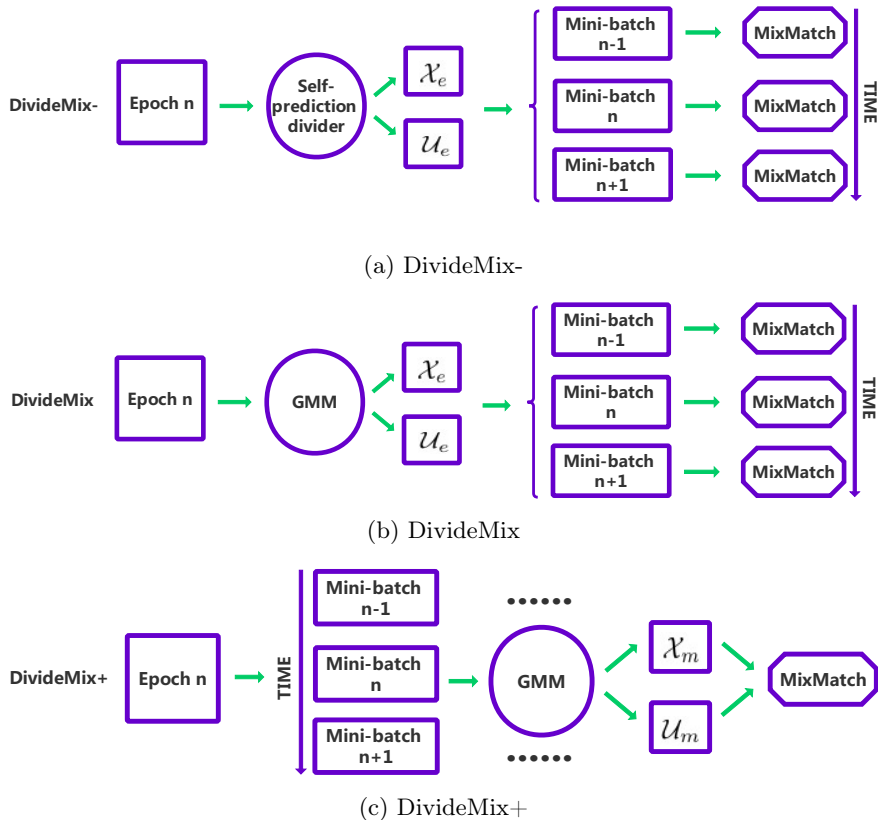 DivideMix-
Epoch n
Self-
prediction
divider
𝒳e
𝒰e
Mini-batch
n-1
MixMatch
Mini-batch
n
MixMatch
Mini-batch
n+1
MixMatch
TIME
(a) DivideMix-
DivideMix
Epoch n
GMM
𝒳e
𝒰e
Mini-batch
n-1
MixMatch
Mini-batch
n
MixMatch
Mini-batch
n+1
MixMatch
TIME
(b) DivideMix
DivideMix+
Epoch n
TIME
Mini-batch
n-1
Mini-batch
n
Mini-batch
n+1
......
GMM
......
𝒳m
𝒰m
MixMatch
(c) DivideMix+